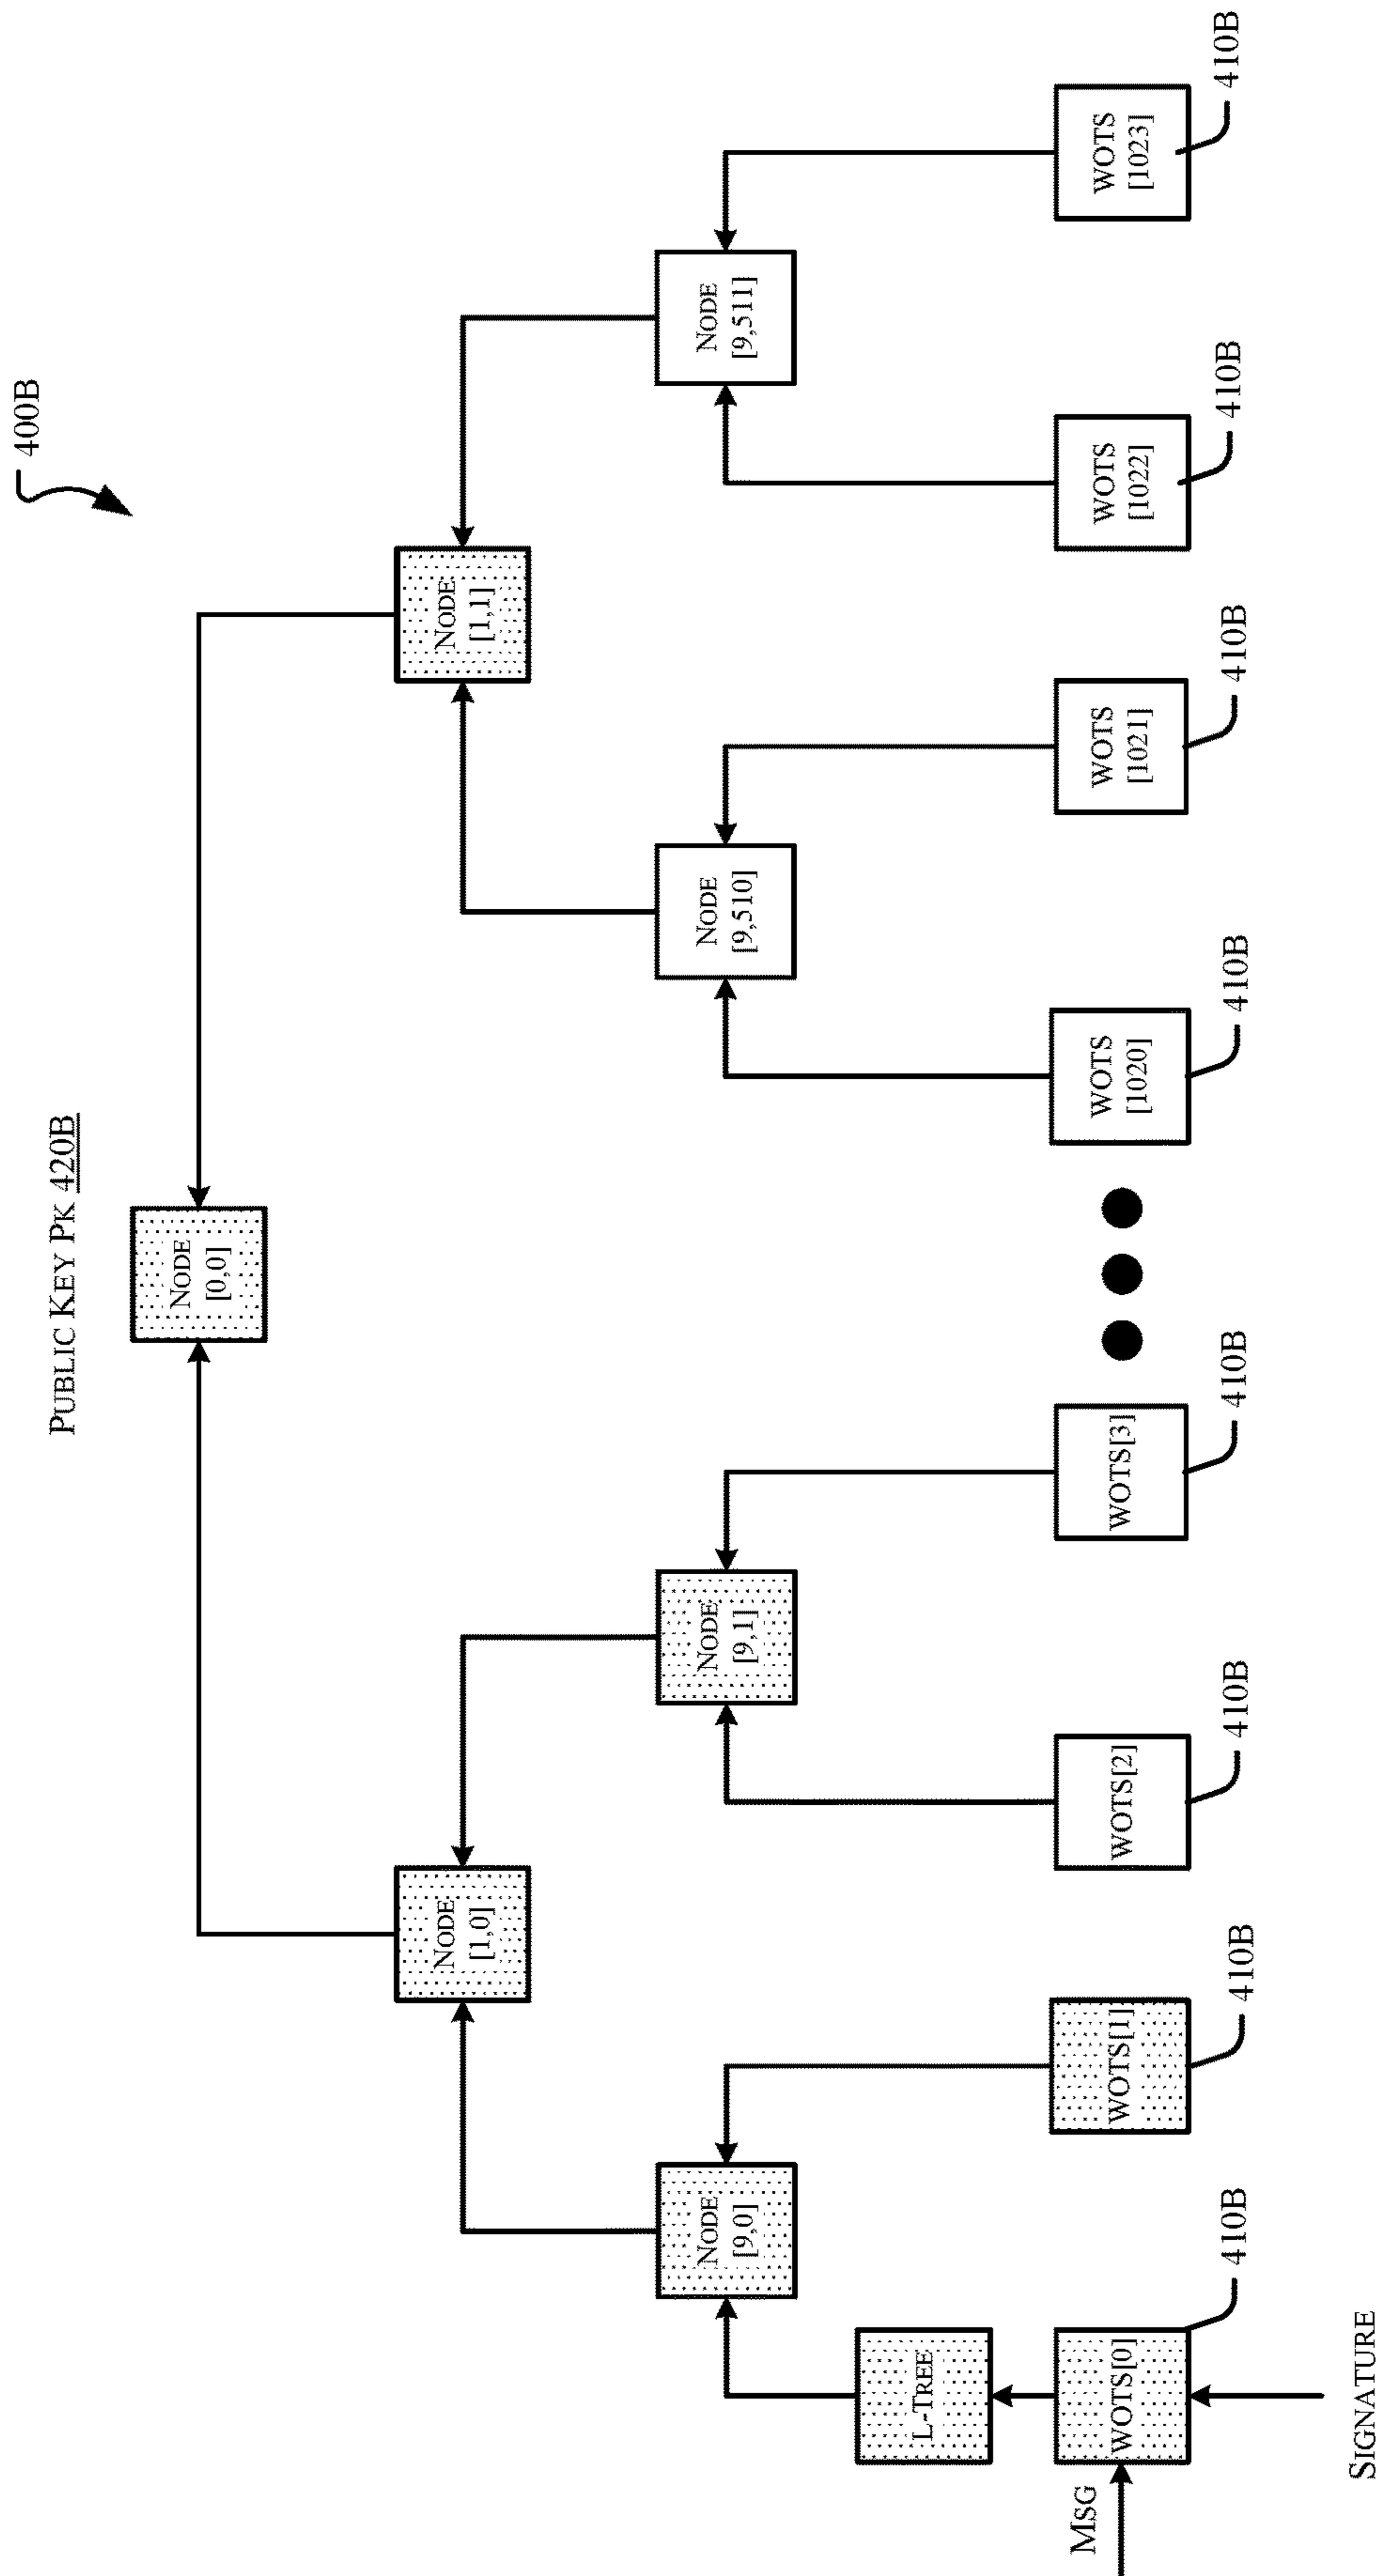 400B
PUBLIC KEY PK 420B
NODE
[0,0]
NODE
[1,0]
NODE
[1,1]
NODE
[9,0]
NODE
[9,1]
NODE
[9,510]
NODE
[9,511]
L-TREE
MSG
WOTS[0]
WOTS[1]
WOTS[2]
WOTS[3]
WOTS
[1020]
WOTS
[1021]
WOTS
[1022]
WOTS
[1023]
410B
410B
410B
410B
410B
410B
410B
410B
SIGNATURE